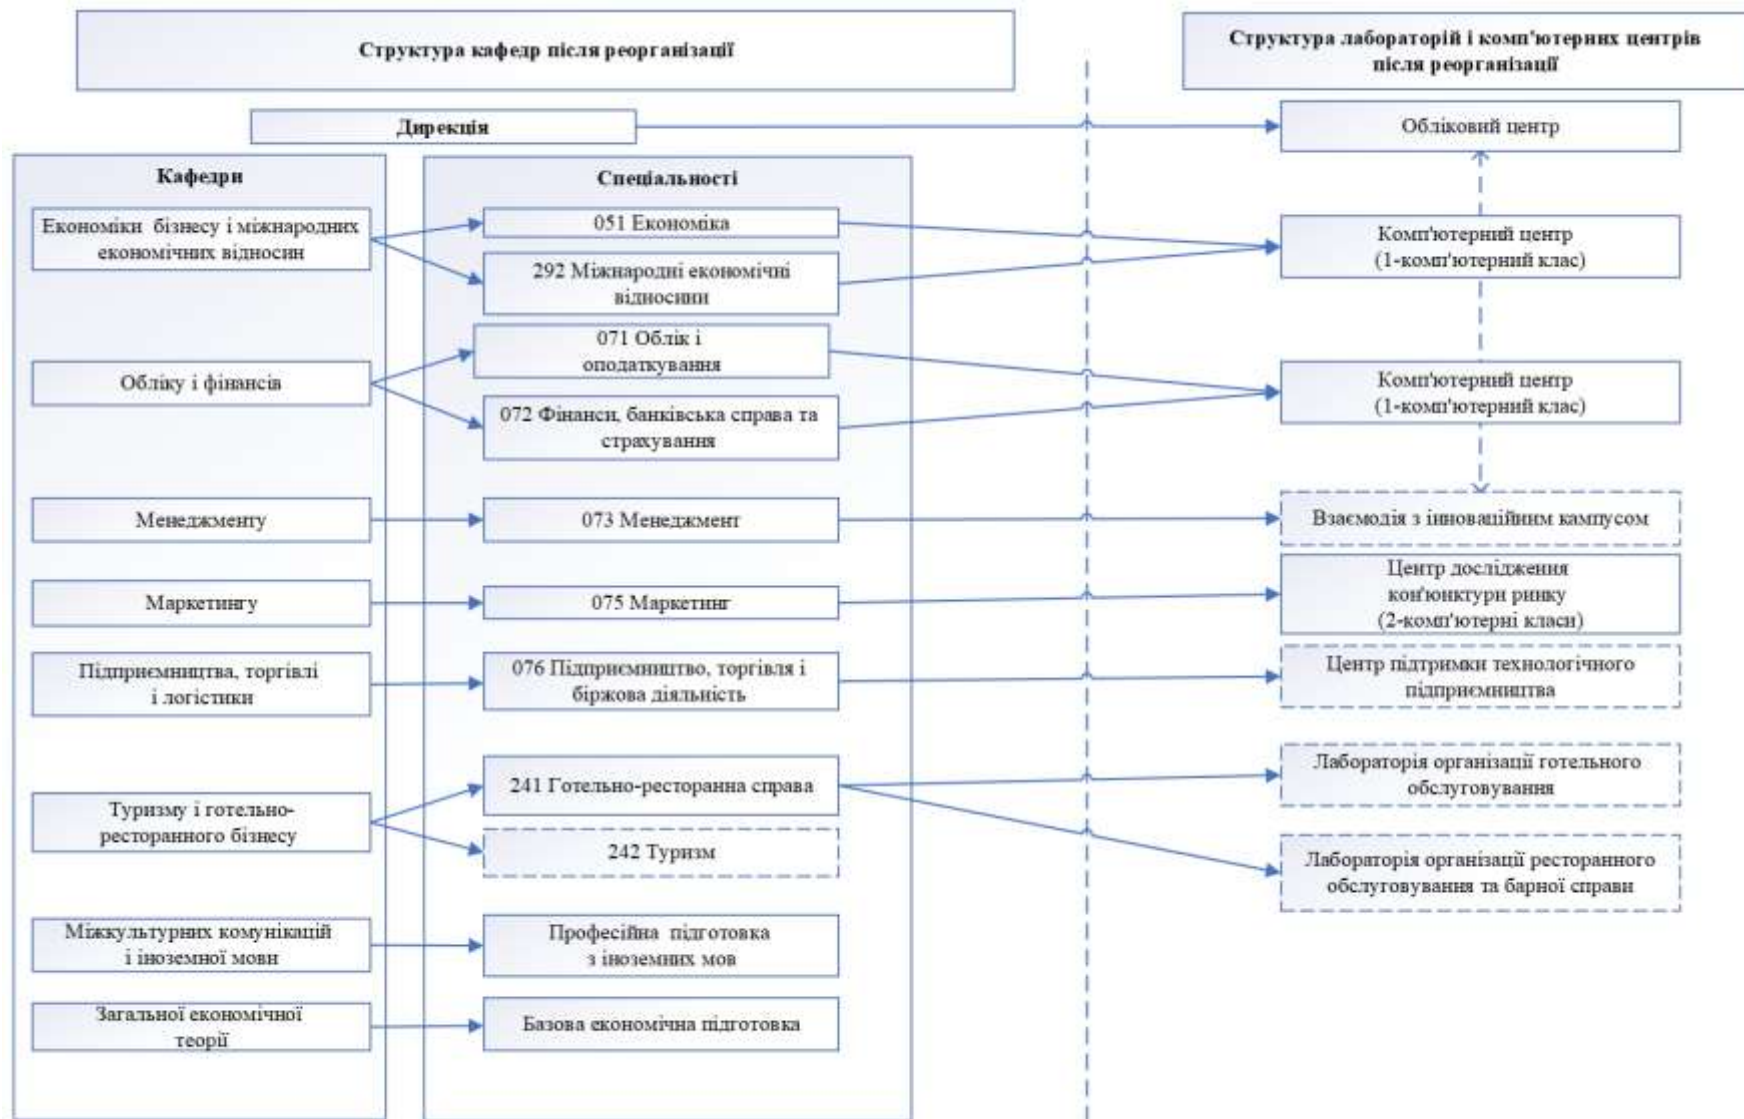 Структура кафедр після реорганізації
Структура лабораторій і комп'ютерних центрів
після реорганізації
Дирекція
Обліковий центр
Кафедри
Спеціальності
Економіки бізнесу і міжнародних
економічних відносин
051 Економіка
292 Міжнародні економічні
відносини
Комп'ютерний центр
(1-комп'ютерний клас)
Обліку і фінансів
071 Облік і
оподаткування
072 Фінанси, банківська справа та
страхування
Комп'ютерний центр
(1-комп'ютерний клас)
Менеджменту
073 Менеджмент
Взаємодія з інноваційним кампусом
Маркетингу
075 Маркетинг
Центр дослідження
кон'юнктури ринку
(2-комп'ютерні класи)
Підприємництва, торгівлі
і логістики
076 Підприємництво, торгівля і
біржова діяльність
Центр підтримки технологічного
підприємництва
Туризму і готельно-
ресторанного бізнесу
241 Готельно-ресторанна справа
242 Туризм
Лабораторія організації готельного
обслуговування
Лабораторія організації ресторанного
обслуговування та барної справи
Міжкультурних комунікацій
і іноземної мови
Професійна підготовка
з іноземних мов
Загальної економічної
теорії
Базова економічна підготовка